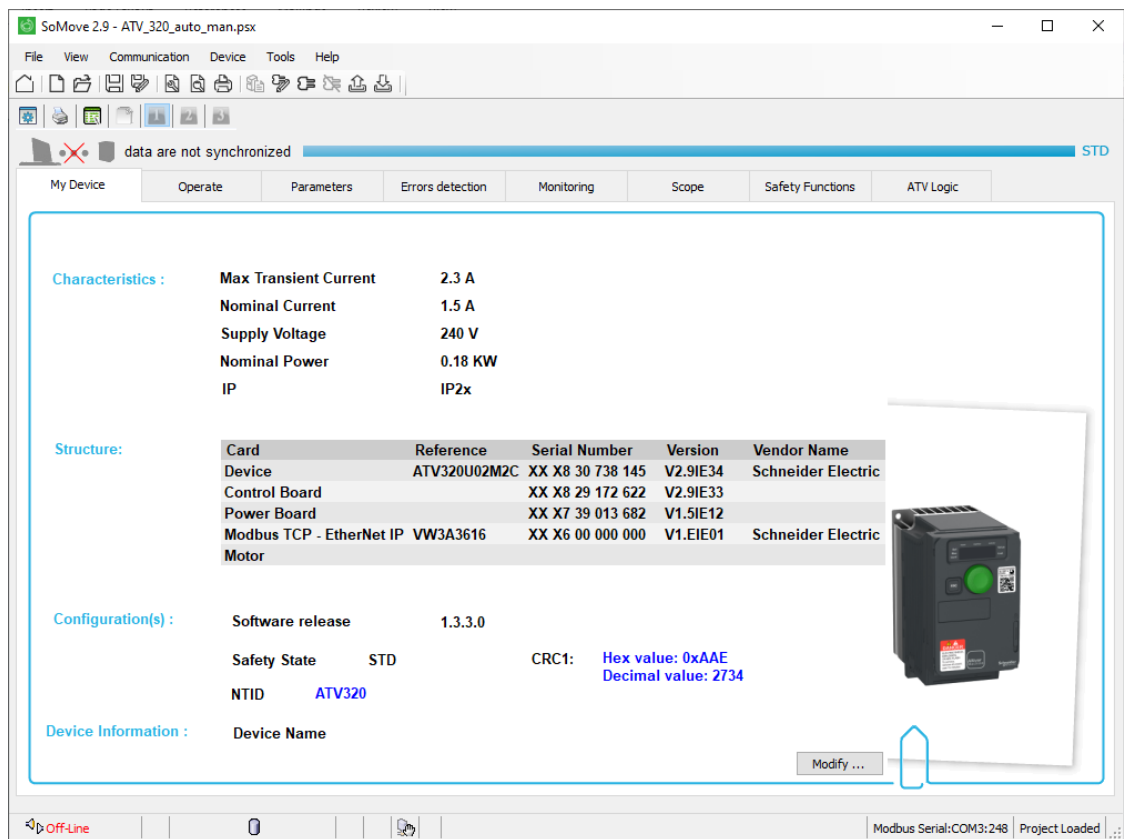 SoMove 2.9 - ATV_320_auto_man.psx
File View Communication Device Tools Help
1 2 3
data are not synchronized STD
My Device Operate Parameters Errors detection Monitoring Scope Safety Functions ATV Logic
Characteristics : Max Transient Current 2.3 A
Nominal Current 1.5 A
Supply Voltage 240 V
Nominal Power 0.18 KW
IP IP2x
Structure: Card Reference Serial Number Version Vendor Name
Device ATV320U02M2C XX X8 30 738 145 V2.9IE34 Schneider Electric
Control Board XX X8 29 172 622 V2.9IE33
Power Board XX X7 39 013 682 V1.5IE12
Modbus TCP - EtherNet IP VW3A3616 XX X6 00 000 000 V1.EIE01 Schneider Electric
Motor
Configuration(s) : Software release 1.3.3.0
Safety State STD CRC1: Hex value: 0xAAE
Decimal value: 2734
NTID ATV320
Device Information : Device Name
Modify ...
Off-Line Modbus Serial:COM3:248 Project Loaded